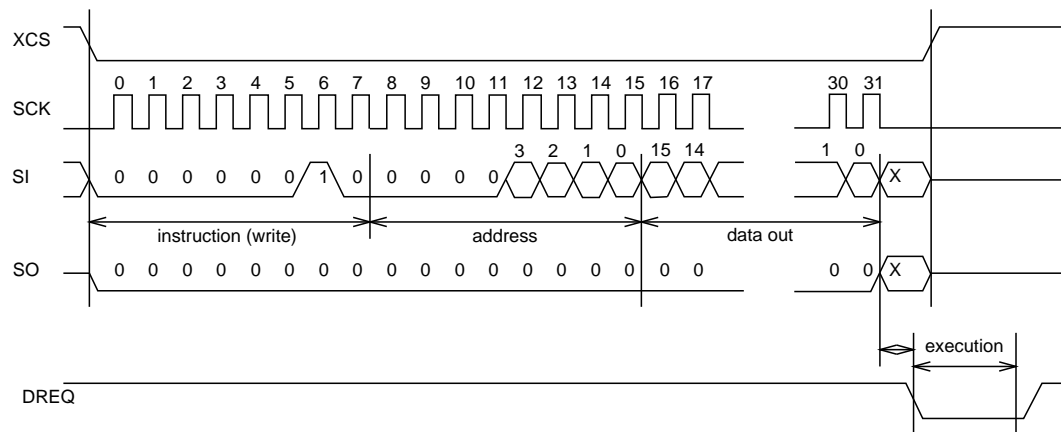 XCS
0 1 2 3 4 5 6 7 8 9 10 11 12 13 14 15 16 17 30 31
SCK
3 2 1 0 15 14 1 0
SI 0 0 0 0 0 0 1 0 0 0 0 0 X
instruction (write) address data out
SO 0 0 0 0 0 0 0 0 0 0 0 0 0 0 0 0 0 0 0 0 X
execution
DREQ